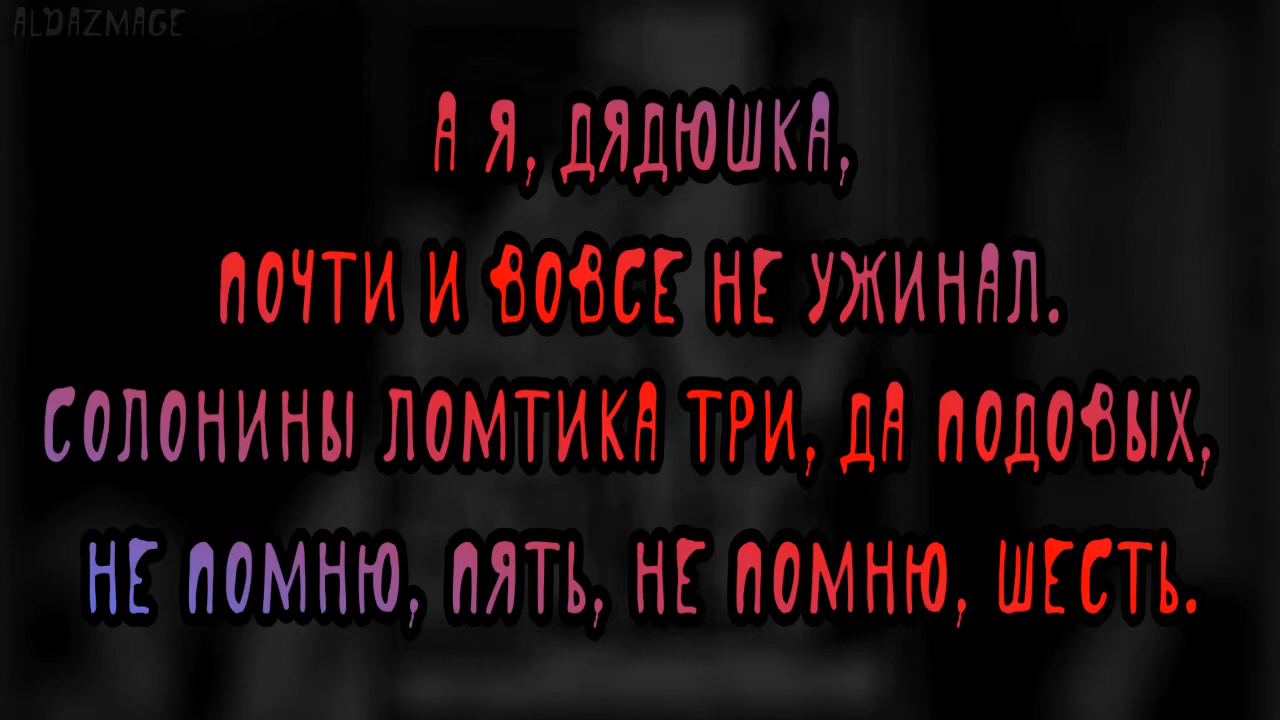 ALDAZMAGE
А Я, ДЯДЮШКА,
ПОЧТИ И ВОВСЕ НЕ УЖИНАЛ.
СОЛОНИНЫ ЛОМТИКА ТРИ, ДА ПОДОВЫХ,
НЕ ПОМНЮ, ПЯТЬ, НЕ ПОМНЮ, ШЕСТЬ.